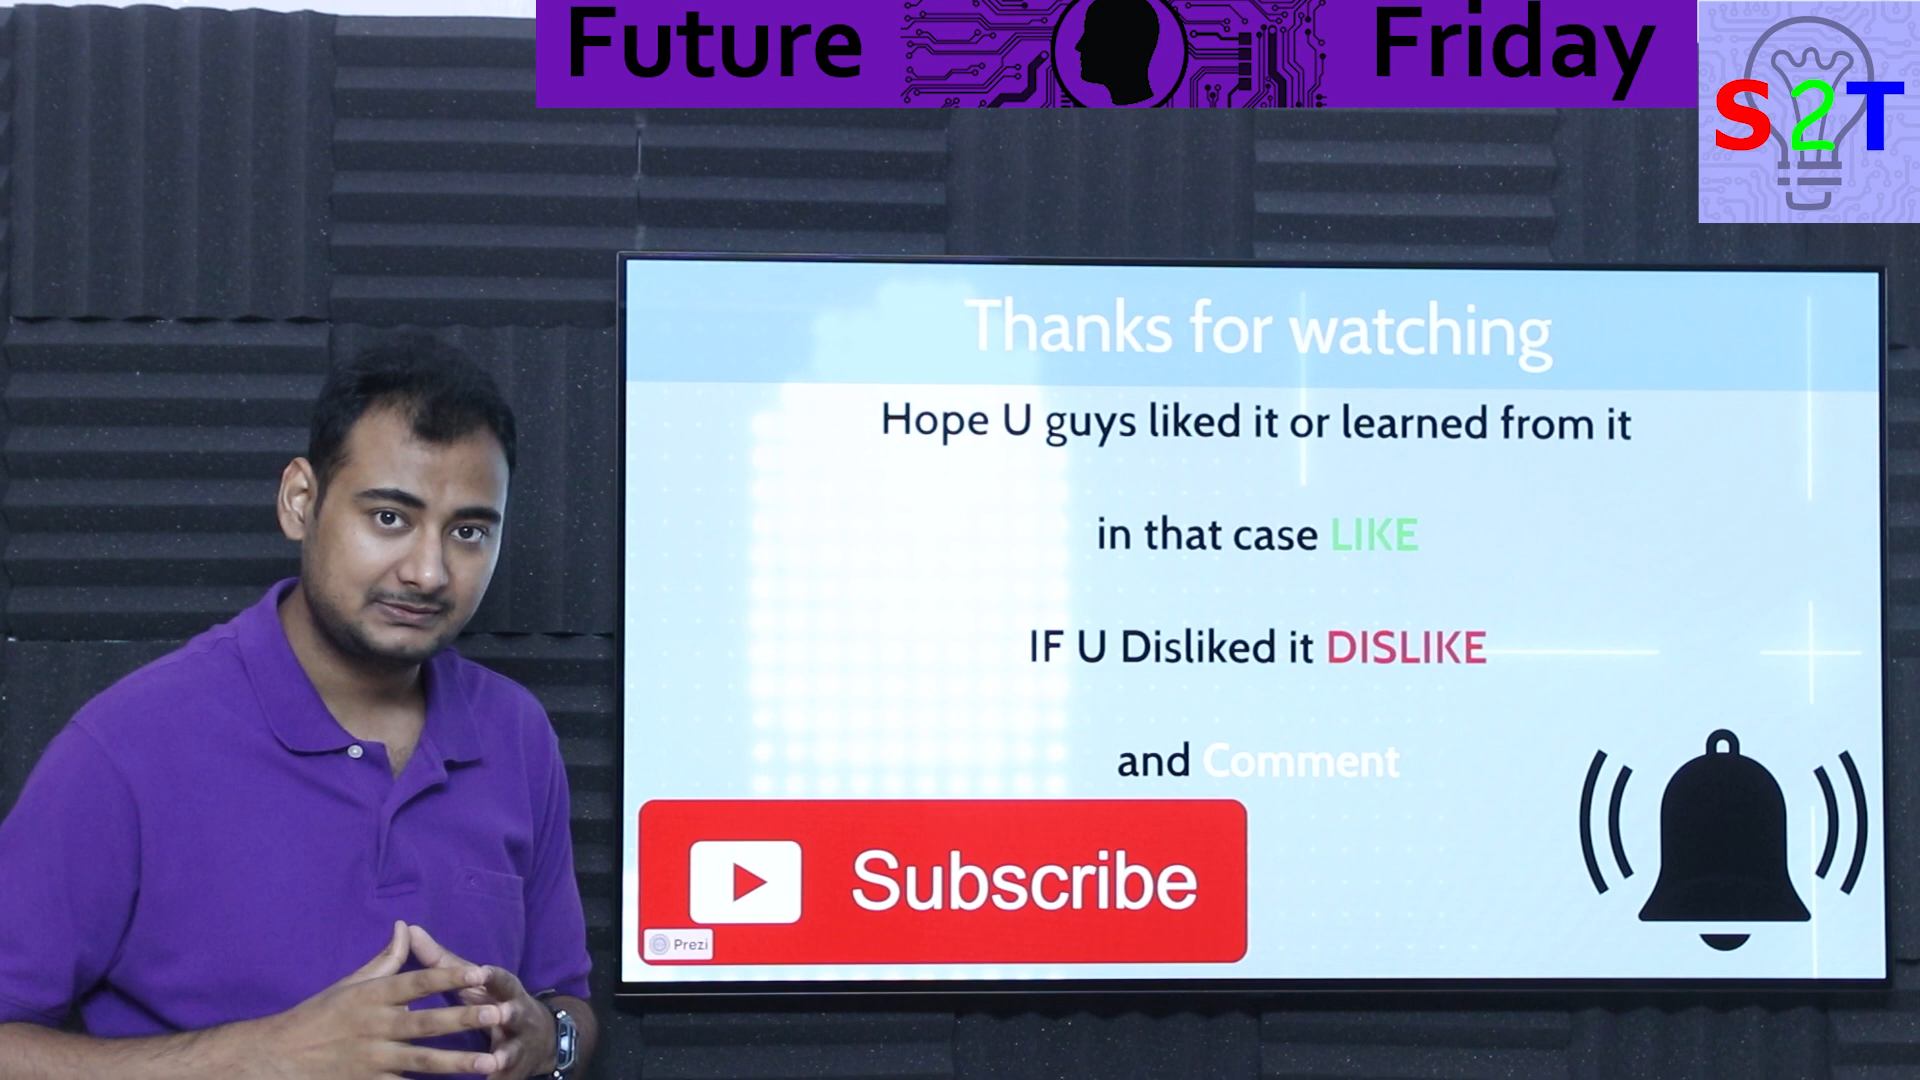 Future Friday
S2T
Thanks for watching
Hope U guys liked it or learned from it
in that case LIKE
IF U Disliked it DISLIKE
and Comment
Subscribe
Prezi